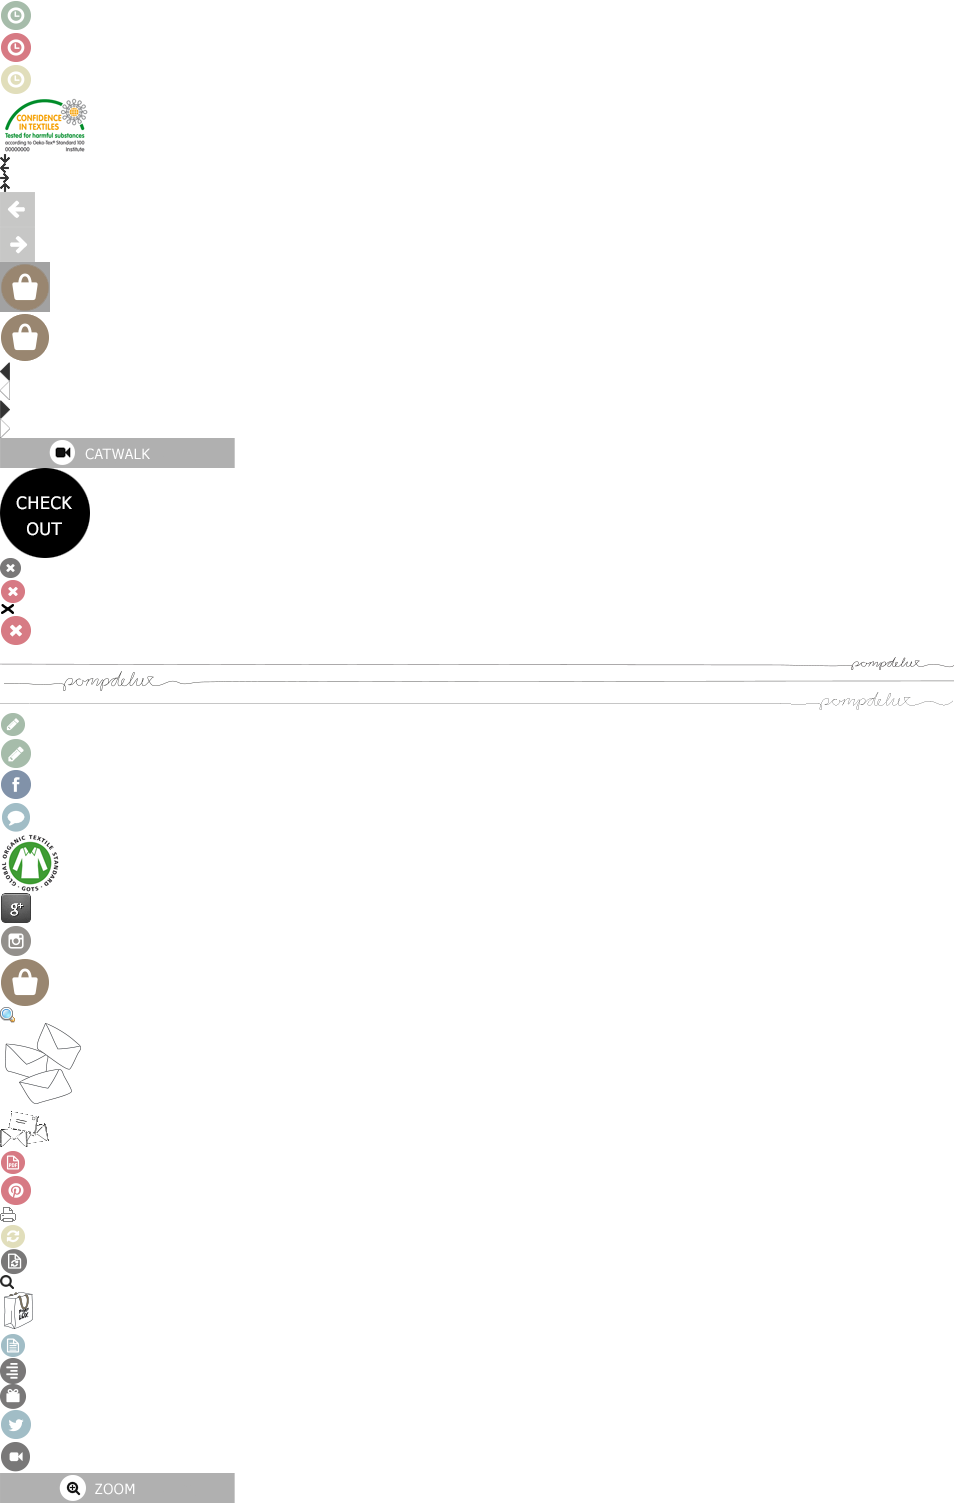 CONFIDENCE
IN TEXTILES
Tested for harmful substances
according to Oeko-Tex® Standard 100
00000000 Institute
CATWALK
CHECK
OUT
pompdelux
pompdelux
pompdelux
f
GLOBAL ORGANIC TEXTILE STANDARD · GOTS ·
g+
PDF
ZOOM